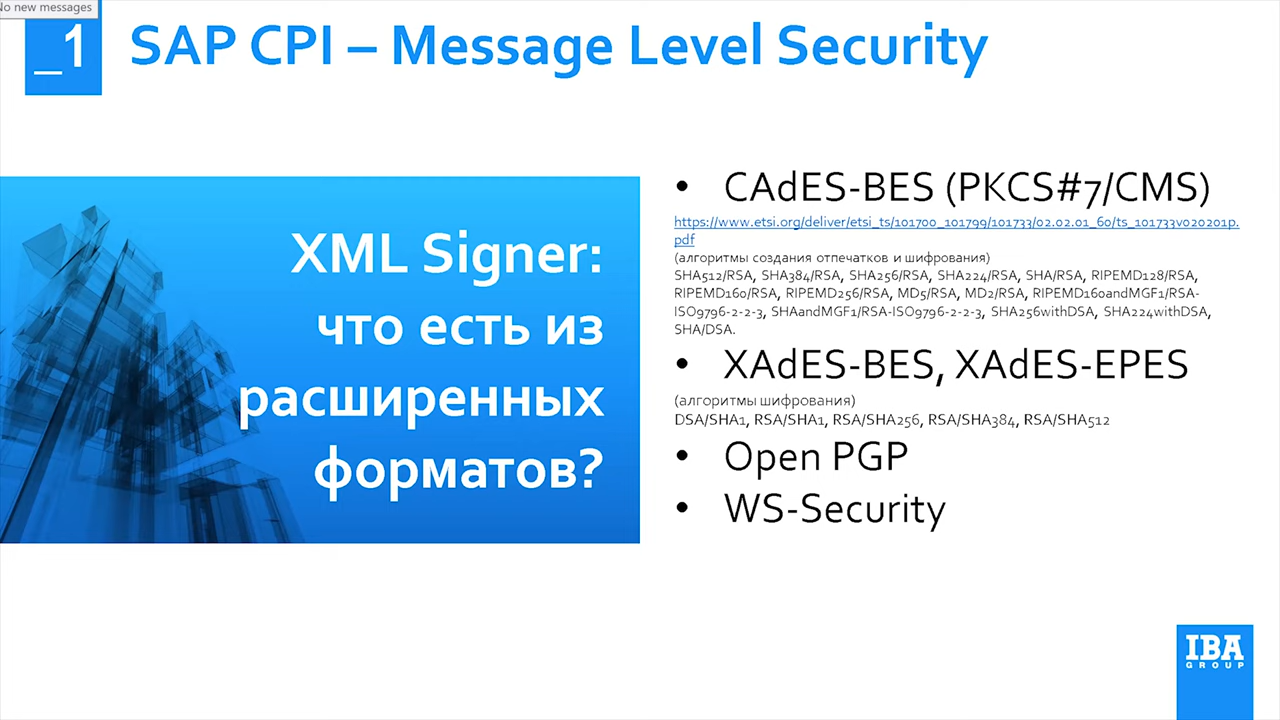 No new messages
_1
SAP CPI – Message Level Security
XML Signer:
что есть из
расширенных
форматов?
• CAdES-BES (PKCS#7/CMS)
https://www.etsi.org/deliver/etsi_ts/101700_101799/101733/02.02.01_60/ts_101733v020201p.
pdf
(алгоритмы создания отпечатков и шифрования)
SHA512/RSA, SHA384/RSA, SHA256/RSA, SHA224/RSA, SHA/RSA, RIPEMD128/RSA,
RIPEMD160/RSA, RIPEMD256/RSA, MD5/RSA, MD2/RSA, RIPEMD160andMGF1/RSA-
ISO9796-2-2-3, SHAandMGF1/RSA-ISO9796-2-2-3, SHA256withDSA, SHA224withDSA,
SHA/DSA.
• XAdES-BES, XAdES-EPES
(алгоритмы шифрования)
DSA/SHA1, RSA/SHA1, RSA/SHA256, RSA/SHA384, RSA/SHA512
• Open PGP
• WS-Security
IBA
GROUP